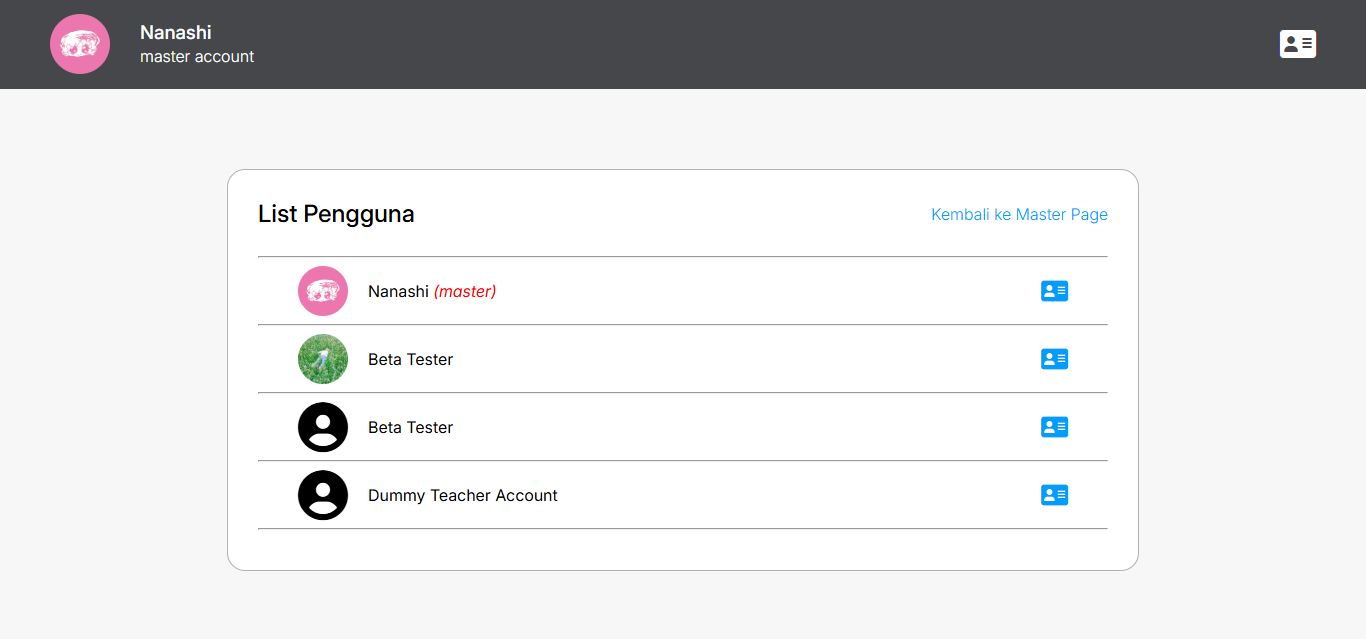 Nanashi
master account
List Pengguna
Kembali ke Master Page
Nanashi (master)
Beta Tester
Beta Tester
Dummy Teacher Account